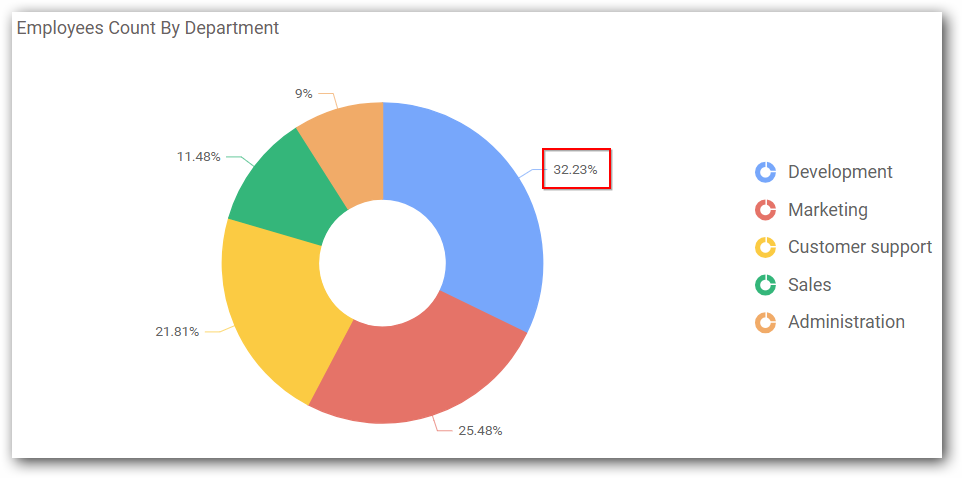 Employees Count By Department
9%
11.48%
32.23%
21.81%
25.48%
Development
Marketing
Customer support
Sales
Administration